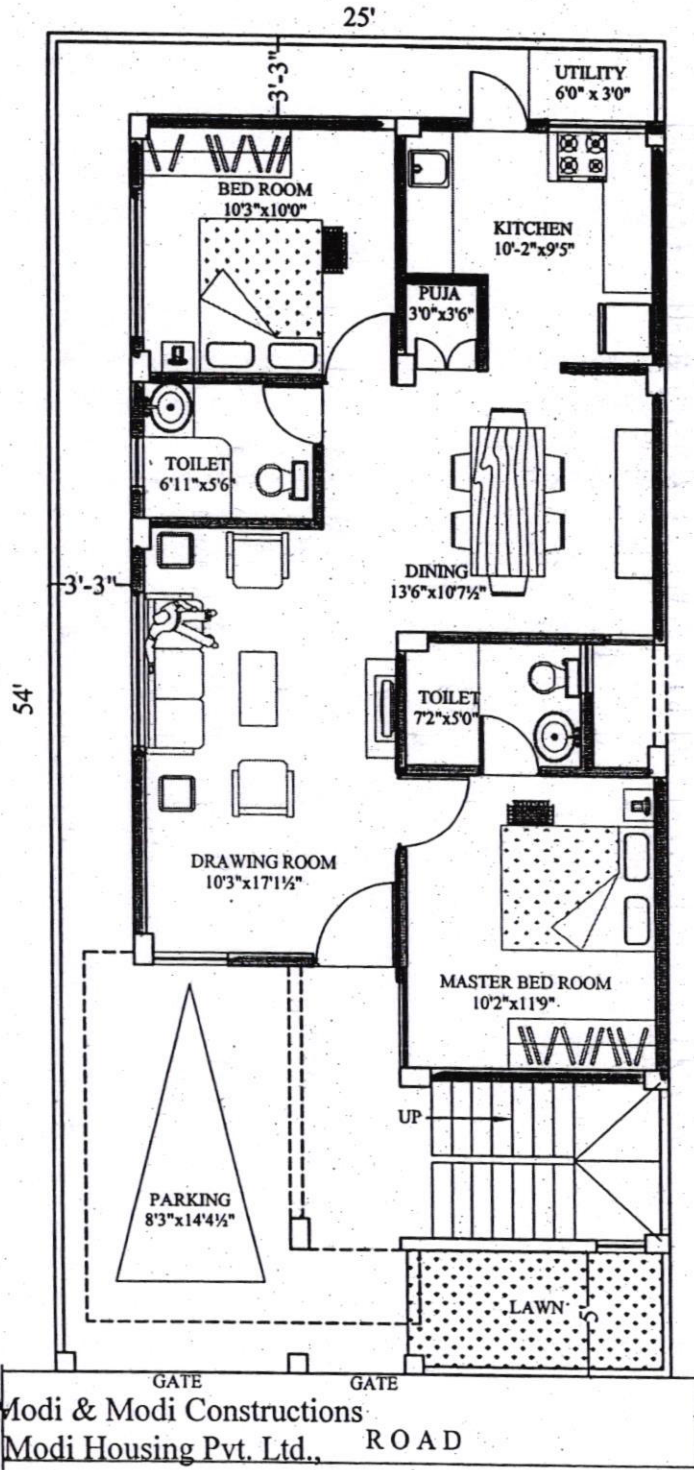 25'
3'-3"
UTILITY
6'0" x 3'0"
BED ROOM
10'3"x10'0"
KITCHEN
10'-2"x9'5"
PUJA
3'0"x3'6"
TOILET
6'11"x5'6"
3'-3"
DINING
13'6"x10'7½"
54'
TOILET
7'2"x5'0"
DRAWING ROOM
10'3"x17'1½"
MASTER BED ROOM
10'2"x11'9"
UP
PARKING
8'3"x14'4½"
LAWN
5'
GATE
GATE
Modi & Modi Constructions
Modi Housing Pvt. Ltd.,
ROAD